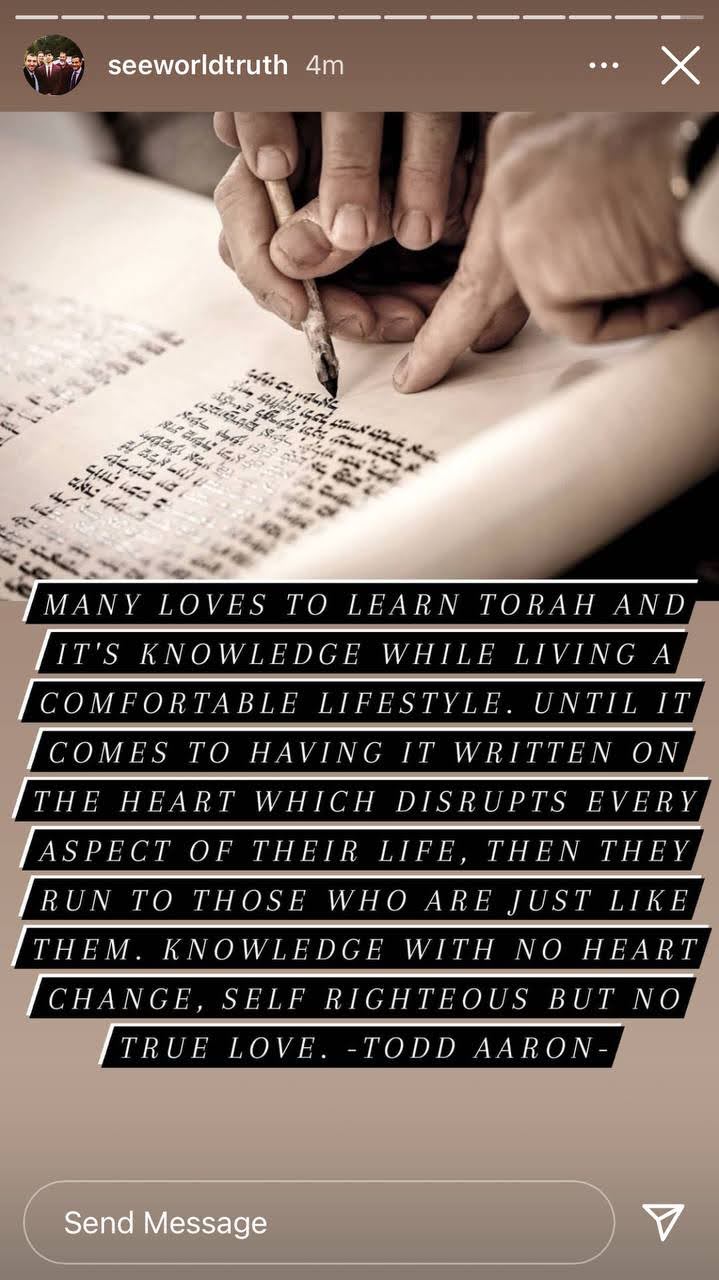 seeworldtruth 4m
MANY LOVES TO LEARN TORAH AND
IT'S KNOWLEDGE WHILE LIVING A
COMFORTABLE LIFESTYLE. UNTIL IT
COMES TO HAVING IT WRITTEN ON
THE HEART WHICH DISRUPTS EVERY
ASPECT OF THEIR LIFE, THEN THEY
RUN TO THOSE WHO ARE JUST LIKE
THEM. KNOWLEDGE WITH NO HEART
CHANGE, SELF RIGHTEOUS BUT NO
TRUE LOVE. -TODD AARON-
Send Message